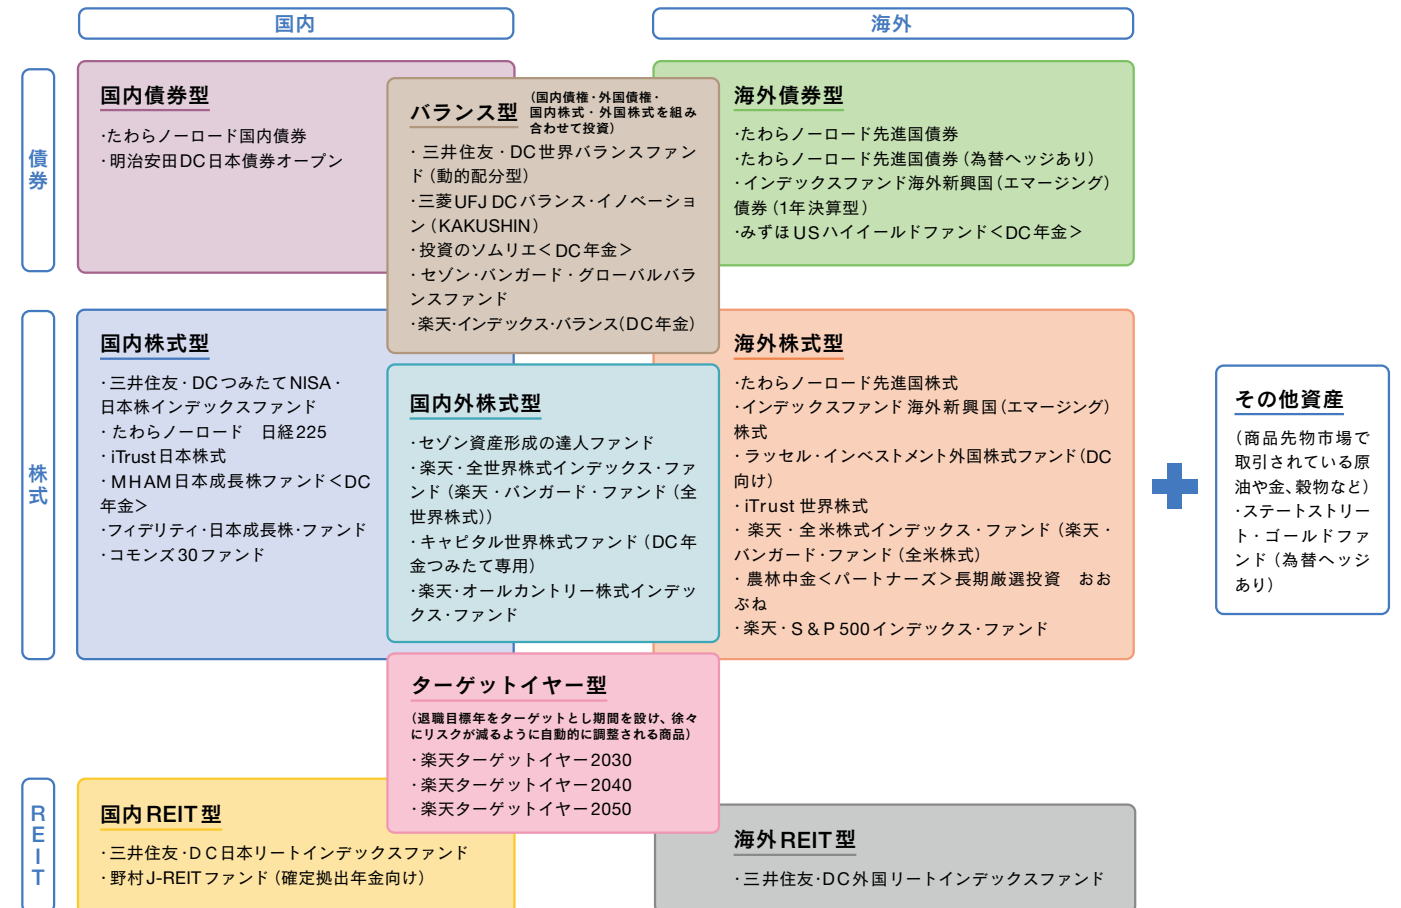 国内
海外
債券
国内債券型
・たわらノーロード国内債券
・明治安田DC日本債券オープン
バランス型
(国内債権・外国債権・
国内株式・外国株式を組み
合わせて投資)
・三井住友・DC世界バランスファン
ド(動的配分型)
・三菱UFJ DCバランス・イノベーショ
ン(KAKUSHIN)
・投資のソムリエ<DC年金>
・セゾン・バンガード・グローバルバラ
ンスファンド
・楽天・インデックス・バランス(DC年金)
海外債券型
・たわらノーロード先進国債券
・たわらノーロード先進国債券(為替ヘッジあり)
・インデックスファンド海外新興国(エマージング)
債券(1年決算型)
・みずほUSハイイールドファンド<DC年金>
株式
国内株式型
・三井住友・DCつみたてNISA・
日本株インデックスファンド
・たわらノーロード 日経225
・iTrust日本株式
・MHAM日本成長株ファンド<DC
年金>
・フィデリティ・日本成長株・ファンド
・コモンズ30ファンド
国内外株式型
・セゾン資産形成の達人ファンド
・楽天・全世界株式インデックス・ファ
ンド(楽天・バンガード・ファンド(全
世界株式))
・キャピタル世界株式ファンド(DC年
金つみたて専用)
・楽天・オールカントリー株式インデッ
クス・ファンド
海外株式型
・たわらノーロード先進国株式
・インデックスファンド海外新興国(エマージング)
株式
・ラッセル・インベストメント外国株式ファンド(DC
向け)
・iTrust世界株式
・楽天・全米株式インデックス・ファンド(楽天・
バンガード・ファンド(全米株式)
・農林中金<パートナーズ>長期厳選投資 おお
ぶね
・楽天・S&P500インデックス・ファンド
その他資産
(商品先物市場で
取引されている原
油や金、穀物など)
・ステートストリー
ト・ゴールドファ
ンド(為替ヘッジ
あり)
ターゲットイヤー型
(退職目標年をターゲットとし期間を設け、徐々
にリスクが減るように自動的に調整される商品)
・楽天ターゲットイヤー2030
・楽天ターゲットイヤー2040
・楽天ターゲットイヤー2050
REIT
国内REIT型
・三井住友・DC日本リートインデックスファンド
・野村J-REITファンド(確定拠出年金向け)
海外REIT型
・三井住友・DC外国リートインデックスファンド